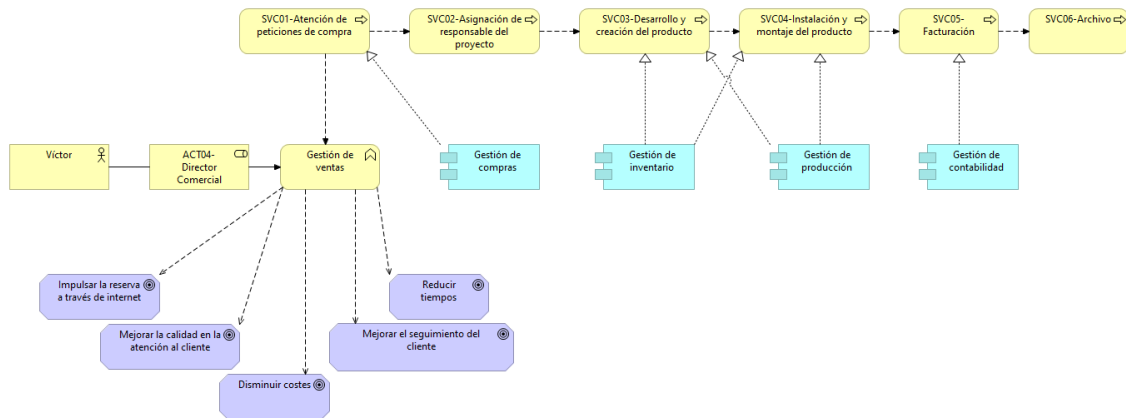 SVC01-Atención de
peticiones de compra
SVC02-Asignación de
responsable del
proyecto
SVC03-Desarrollo y
creación del producto
SVC04-Instalación y
montaje del producto
SVC05-
Facturación
SVC06-Archivo
Víctor
ACT04-
Director
Comercial
Gestión de
ventas
Gestión de
compras
Gestión de
inventario
Gestión de
producción
Gestión de
contabilidad
Impulsar la reserva
a través de internet
Reducir
tiempos
Mejorar la calidad en la
atención al cliente
Mejorar el seguimiento del
cliente
Disminuir costes